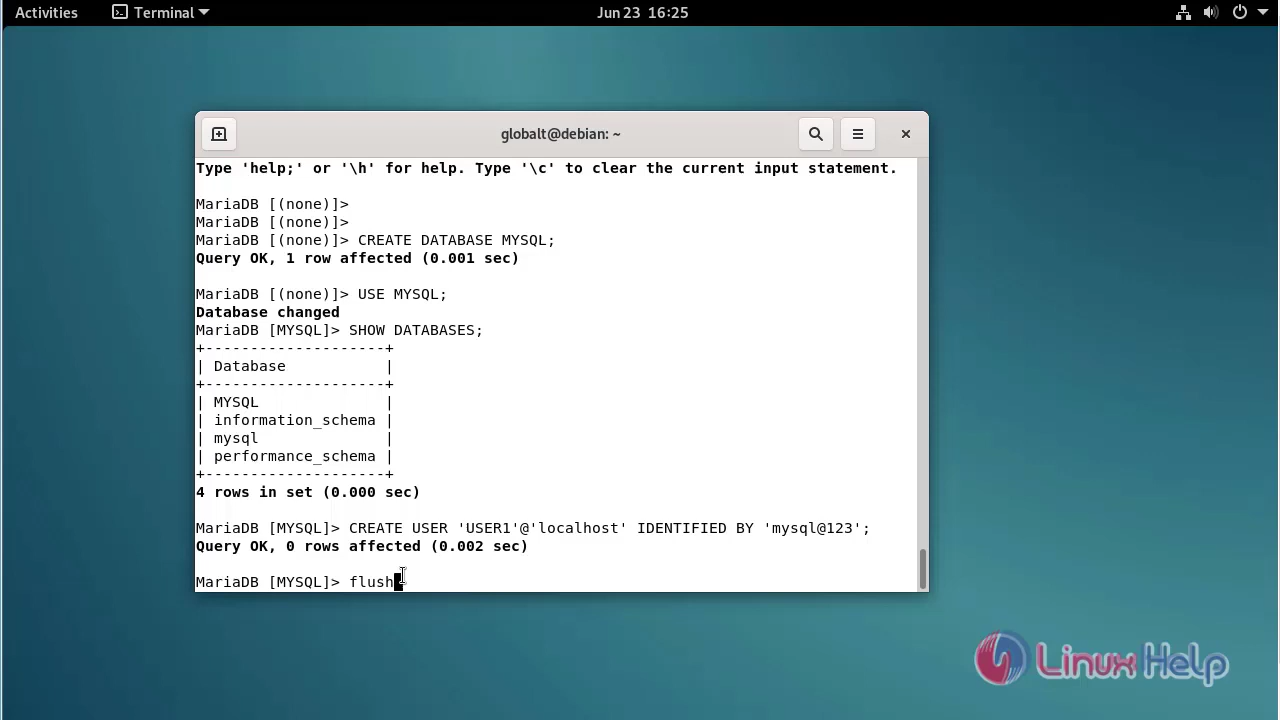 Activities Terminal Jun 23 16:25
globalt@debian: ~
Type 'help;' or '\h' for help. Type '\c' to clear the current input statement.
MariaDB [(none)]>
MariaDB [(none)]>
MariaDB [(none)]> CREATE DATABASE MYSQL;
Query OK, 1 row affected (0.001 sec)
MariaDB [(none)]> USE MYSQL;
Database changed
MariaDB [MYSQL]> SHOW DATABASES;
+--------------------+
| Database           |
+--------------------+
| MYSQL              |
| information_schema |
| mysql              |
| performance_schema |
+--------------------+
4 rows in set (0.000 sec)
MariaDB [MYSQL]> CREATE USER 'USER1'@'localhost' IDENTIFIED BY 'mysql@123';
Query OK, 0 rows affected (0.002 sec)
MariaDB [MYSQL]> flush
Linux Help